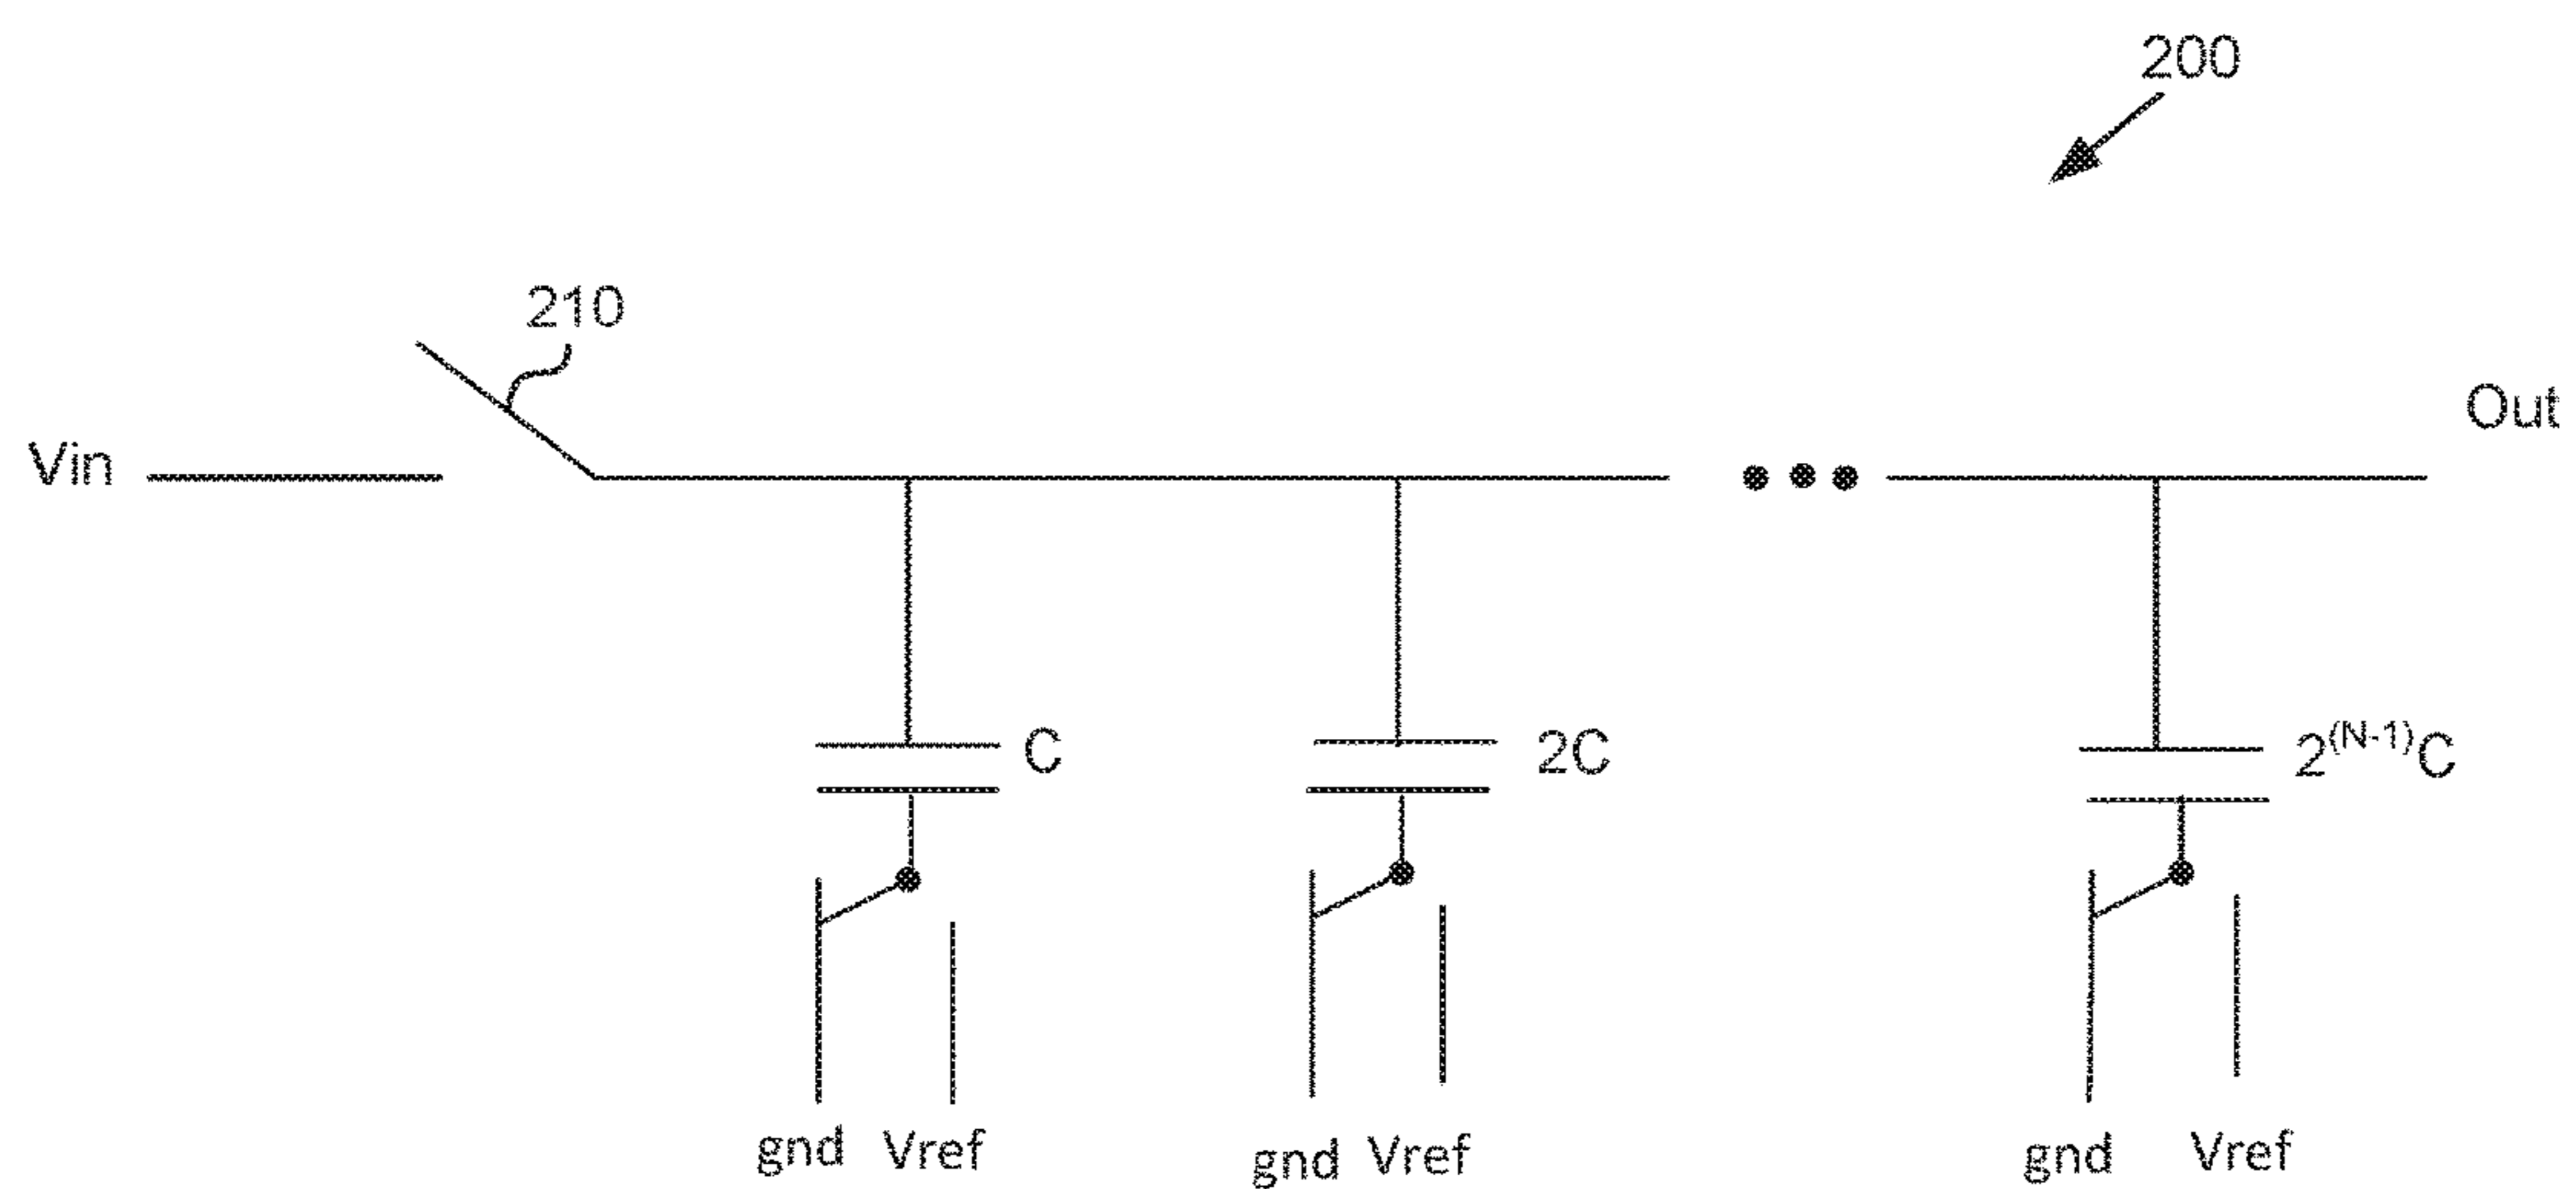 200
210
Vin
Out
C
2C
2(N-1)C
gnd Vref
gnd Vref
gnd Vref